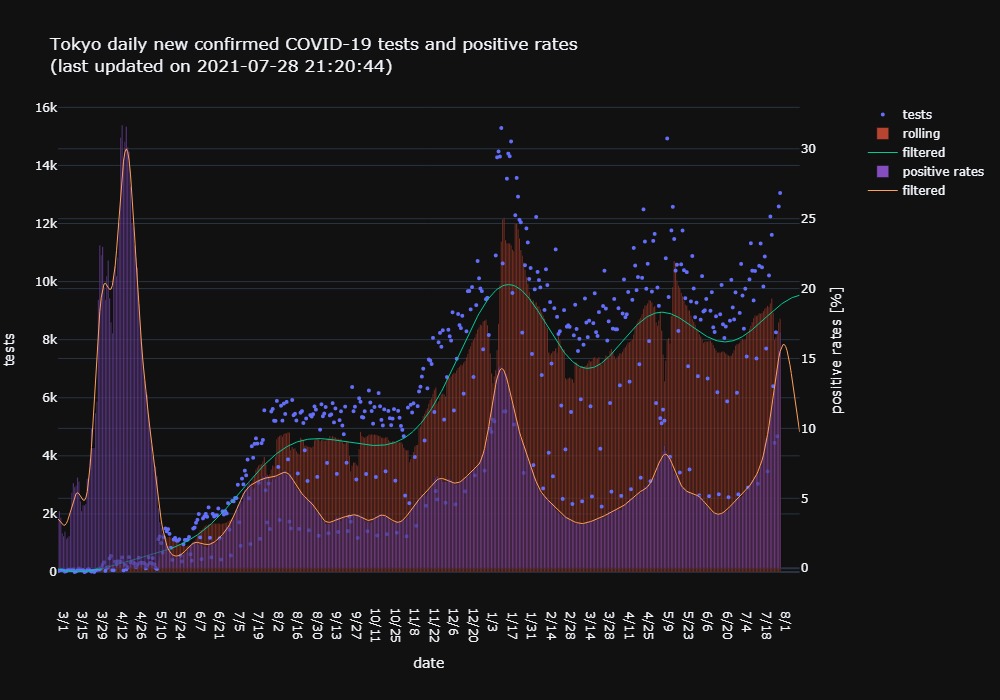 Tokyo daily new confirmed COVID-19 tests and positive rates
(last updated on 2021-07-28 21:20:44)
16k
14k
12k
10k
8k
6k
4k
2k
0
tests
30
25
20
15
10
5
0
positive rates [%]
tests
rolling
filtered
positive rates
filtered
3/1
3/15
3/29
4/12
4/26
5/10
5/24
6/7
6/21
7/5
7/19
8/2
8/16
8/30
9/13
9/27
10/11
10/25
11/8
11/22
12/6
12/20
1/3
1/17
1/31
2/14
2/28
3/14
3/28
4/11
4/25
5/9
5/23
6/6
6/20
7/4
7/18
8/1
date